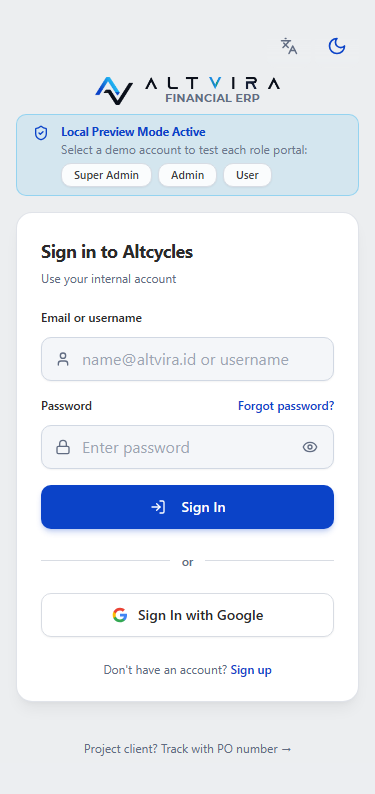 ALTVIRA
FINANCIAL ERP
Local Preview Mode Active
Select a demo account to test each role portal:
Super Admin Admin User
Sign in to Altcycles
Use your internal account
Email or username
name@altvira.id or username
Password Forgot password?
Enter password
Sign In
or
Sign In with Google
Don't have an account? Sign up
Project client? Track with PO number →